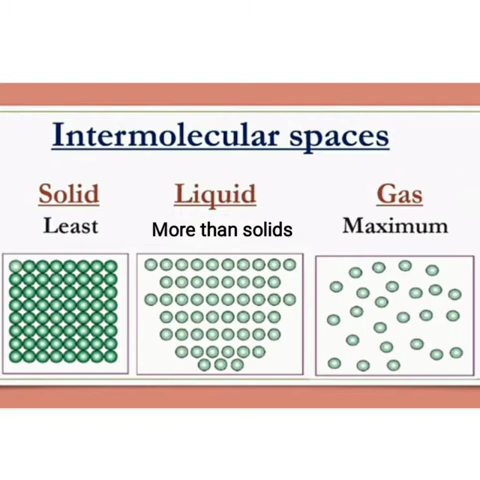 Intermolecular spaces
Solid Liquid Gas
Least More than solids Maximum